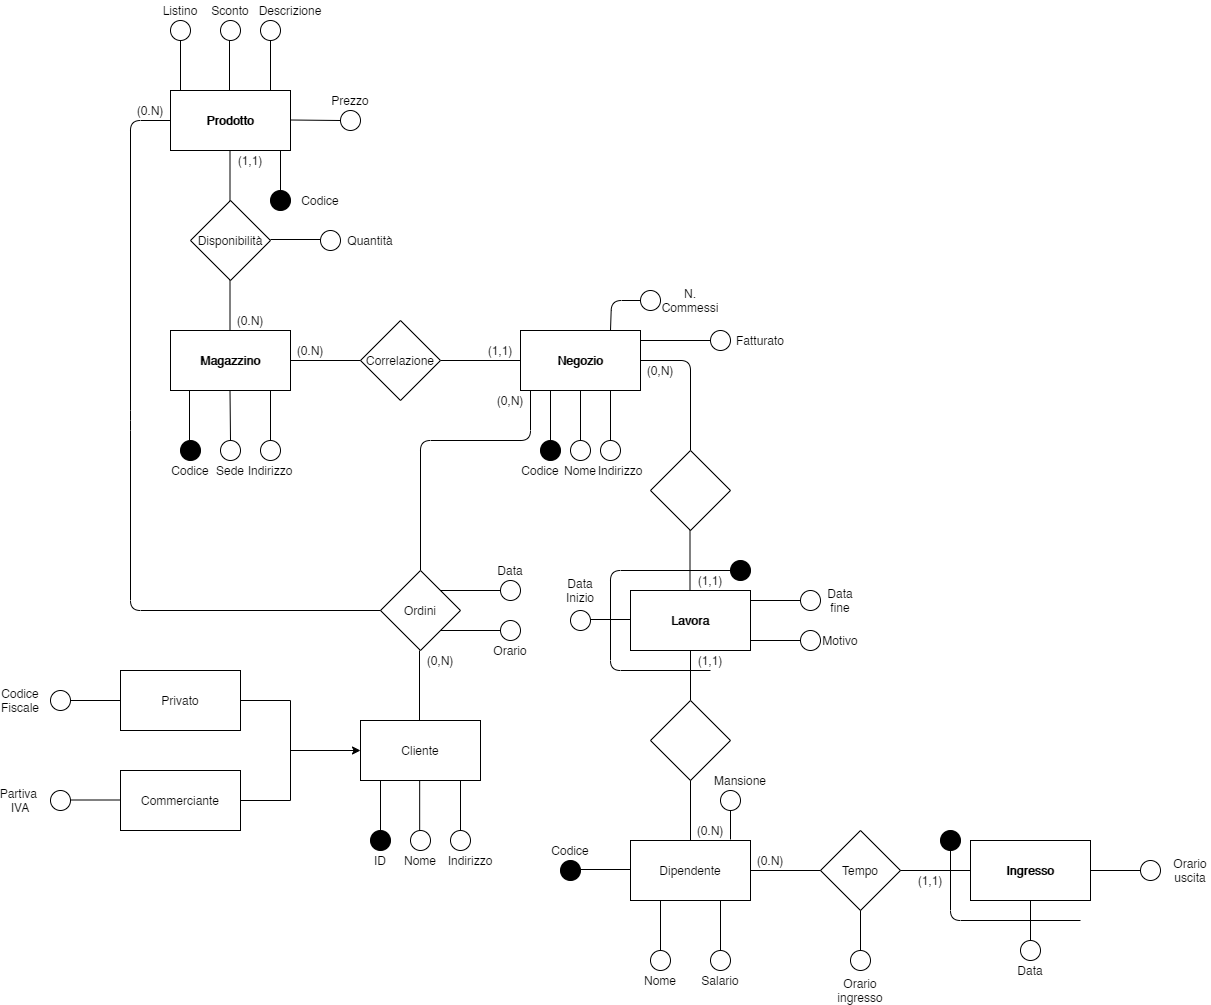 Listino
Sconto
Descrizione
Prezzo
(0.N)
Prodotto
(1,1)
Codice
Disponibilità
Quantità
(0.N)
N.
Commessi
Fatturato
Magazzino
(0.N)
Correlazione
(1,1)
Negozio
(0,N)
(0,N)
Codice
Sede
Indirizzo
Codice
Nome
Indirizzo
Data
Orario
Ordini
(0,N)
Data
Inizio
(1,1)
Lavora
Data
fine
Motivo
(1,1)
Codice
Fiscale
Privato
Cliente
Partiva
IVA
Commerciante
ID
Nome
Indirizzo
Mansione
(0.N)
Codice
Dipendente
(0.N)
Tempo
(1,1)
Ingresso
Orario
uscita
Nome
Salario
Orario
ingresso
Data